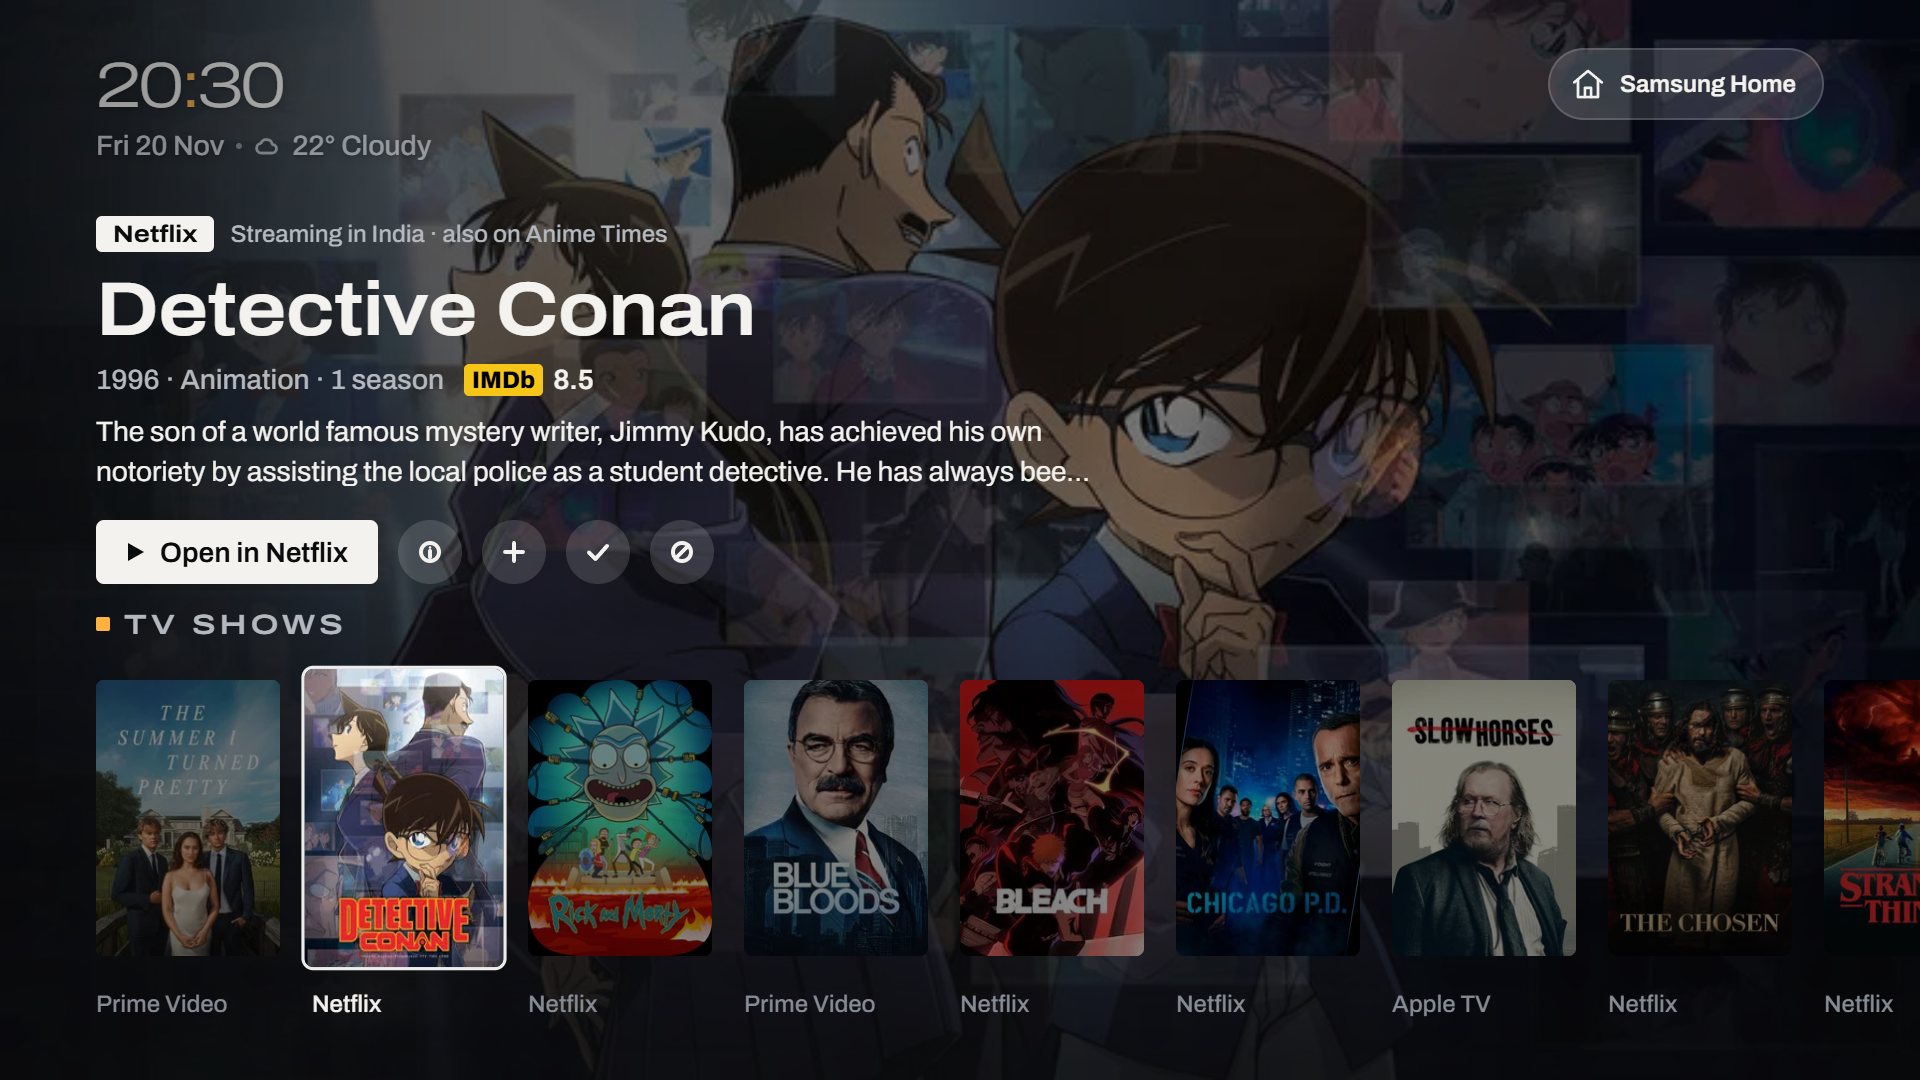 20:30
Samsung Home
Fri 20 Nov • 22° Cloudy
Netflix Streaming in India · also on Anime Times
Detective Conan
1996 · Animation · 1 season IMDb 8.5
The son of a world famous mystery writer, Jimmy Kudo, has achieved his own
notoriety by assisting the local police as a student detective. He has always bee...
Open in Netflix
TV SHOWS
THE
SUMMER I
TURNED
PRETTY
DETECTIVE
CONAN
RICK AND MORTY
BLUE
BLOODS
BLEACH
CHICAGO P.D.
SLOW HORSES
THE CHOSEN
STRAN
THIN
Prime Video
Netflix
Netflix
Prime Video
Netflix
Netflix
Apple TV
Netflix
Netflix